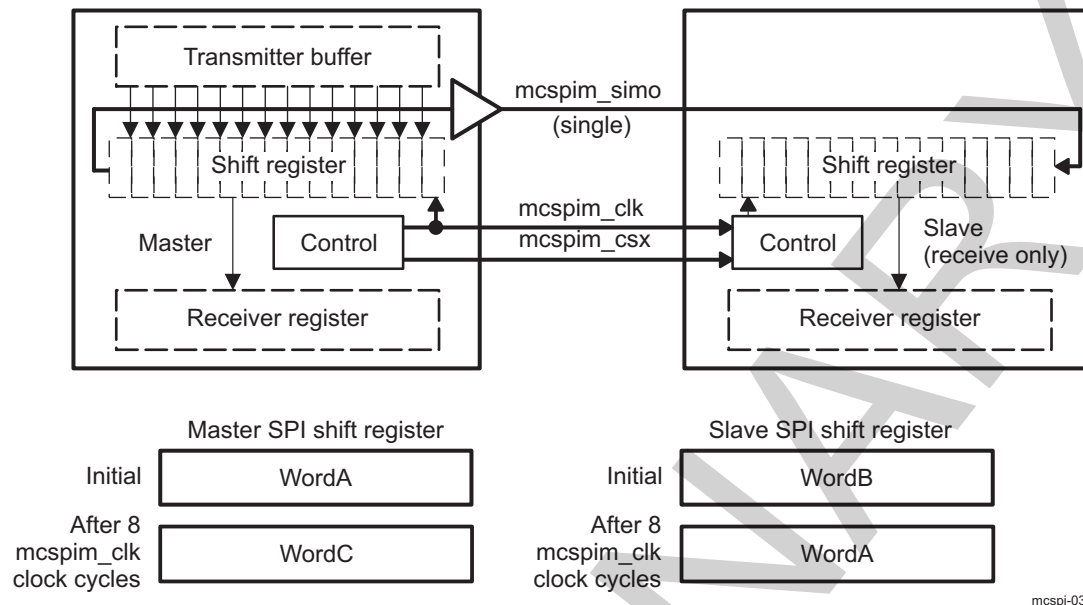 Transmitter buffer
mcspim_simo
(single)
Shift register
Shift register
mcspim_clk
mcspim_csx
Master
Control
Control
Slave
(receive only)
Receiver register
Receiver register
Master SPI shift register
Slave SPI shift register
Initial
WordA
Initial
WordB
After 8
mcspim_clk
clock cycles
WordC
After 8
mcspim_clk
clock cycles
WordA